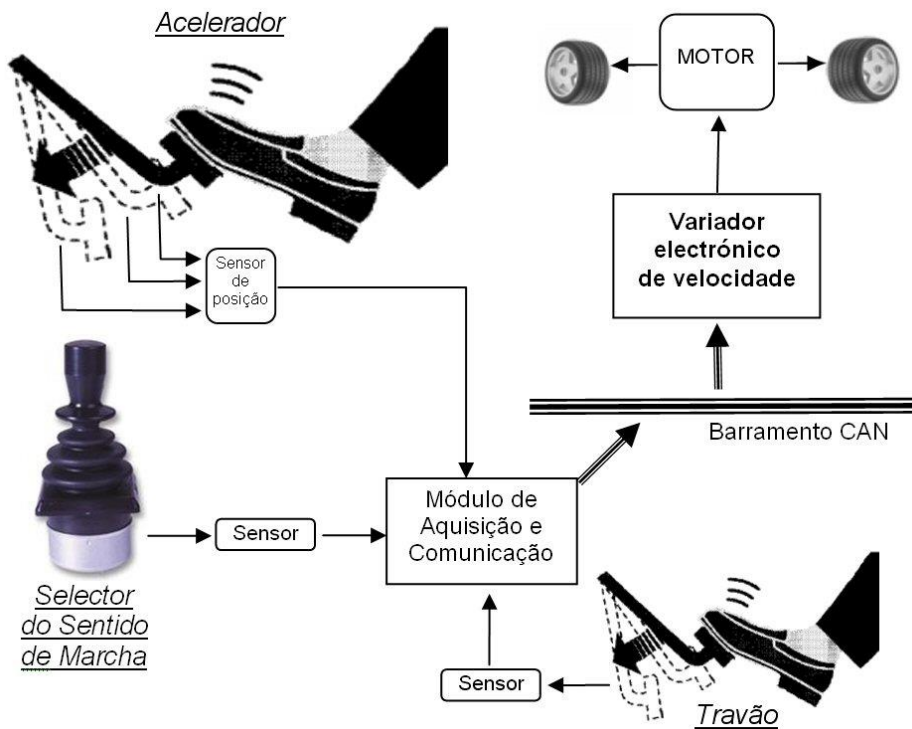 Acelerador
MOTOR
Sensor
de
posição
Variador
electrónico
de velocidade
Barramento CAN
Módulo de
Aquisição e
Comunicação
Sensor
Selector
do Sentido
de Marcha
Sensor
Travão